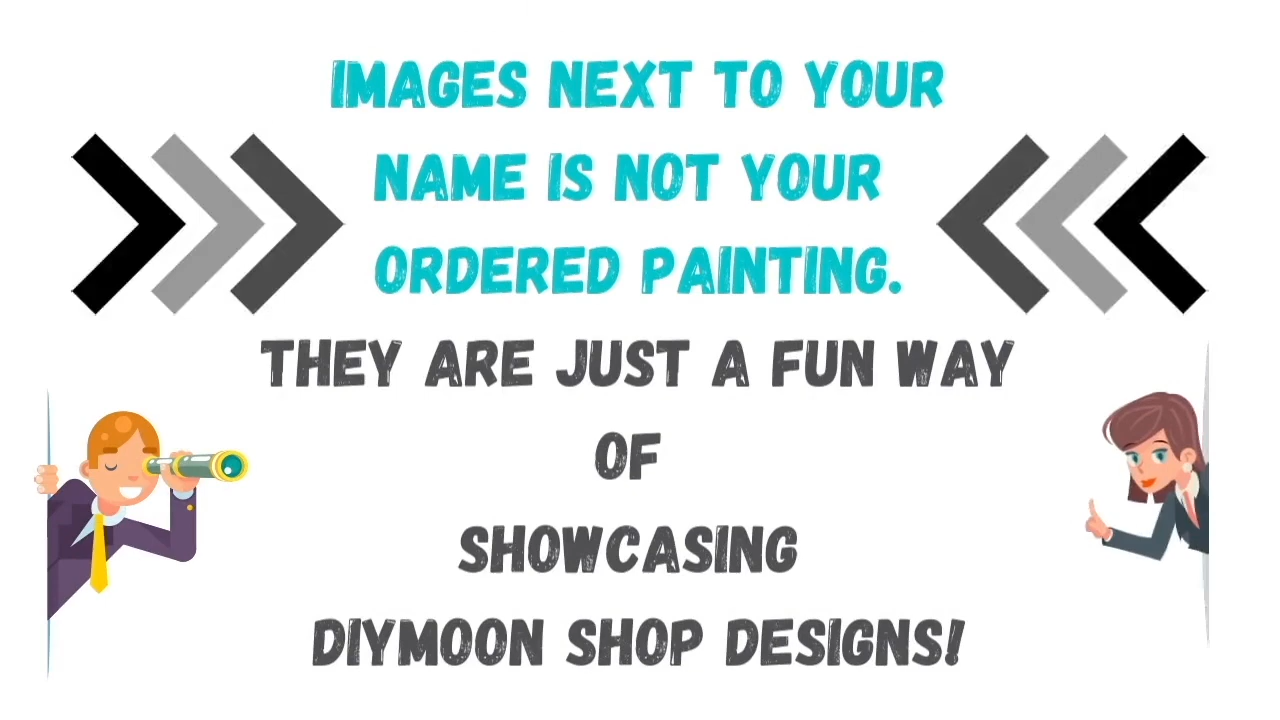 IMAGES NEXT TO YOUR
NAME IS NOT YOUR
ORDERED PAINTING.
THEY ARE JUST A FUN WAY
OF
SHOWCASING
DIYMOON SHOP DESIGNS!